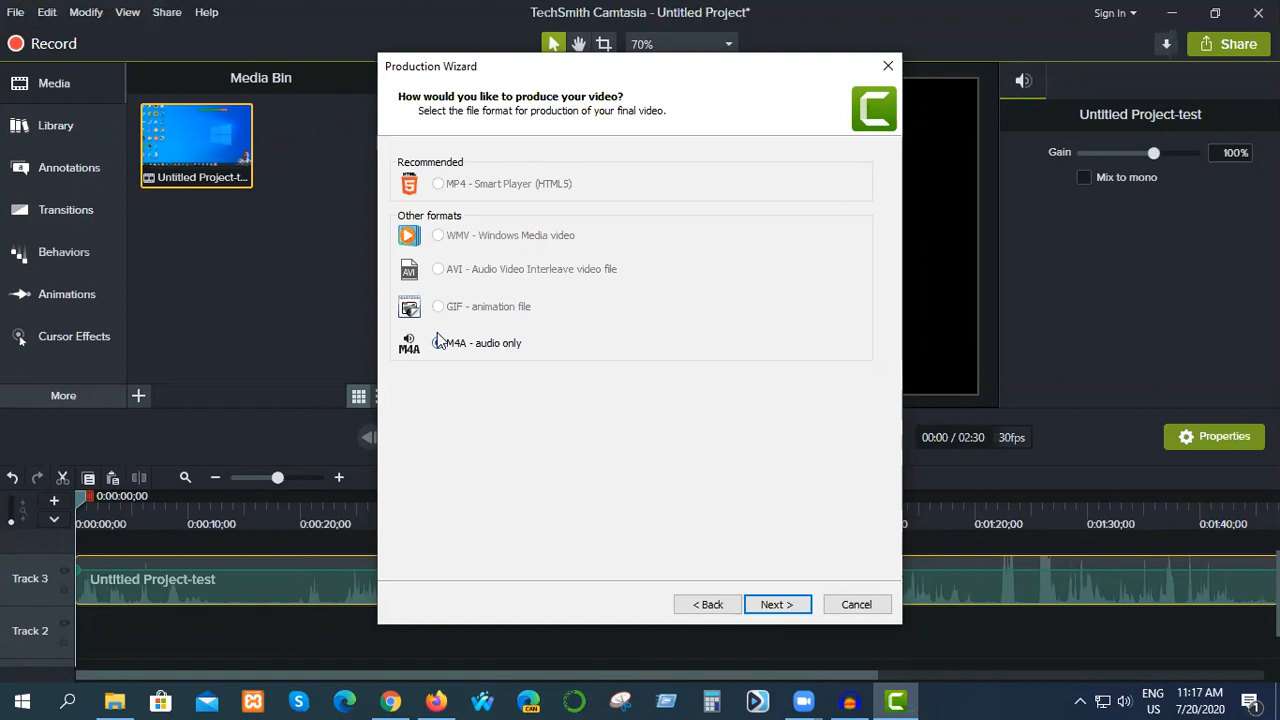 File Edit Modify View Share Help
TechSmith Camtasia - Untitled Project*
Sign In
Record
70%
Share
Media
Library
Annotations
Transitions
Behaviors
Animations
Cursor Effects
More
Media Bin
Untitled Project-t...
Production Wizard
How would you like to produce your video?
Select the file format for production of your final video.
Recommended
MP4 - Smart Player (HTML5)
Other formats
WMV - Windows Media video
AVI
AVI - Audio Video Interleave video file
GIF - animation file
M4A
M4A - audio only
< Back
Next >
Cancel
Untitled Project-test
Gain
100%
Mix to mono
00:00 / 02:30
30fps
Properties
0:00:00;00
0:00:00;00 0:00:10;00 0:00:20;00 0:01:20;00 0:01:30;00 0:01:40;00
Track 3
Untitled Project-test
Track 2
CAN
ENG
US
11:17 AM
7/20/2020
1